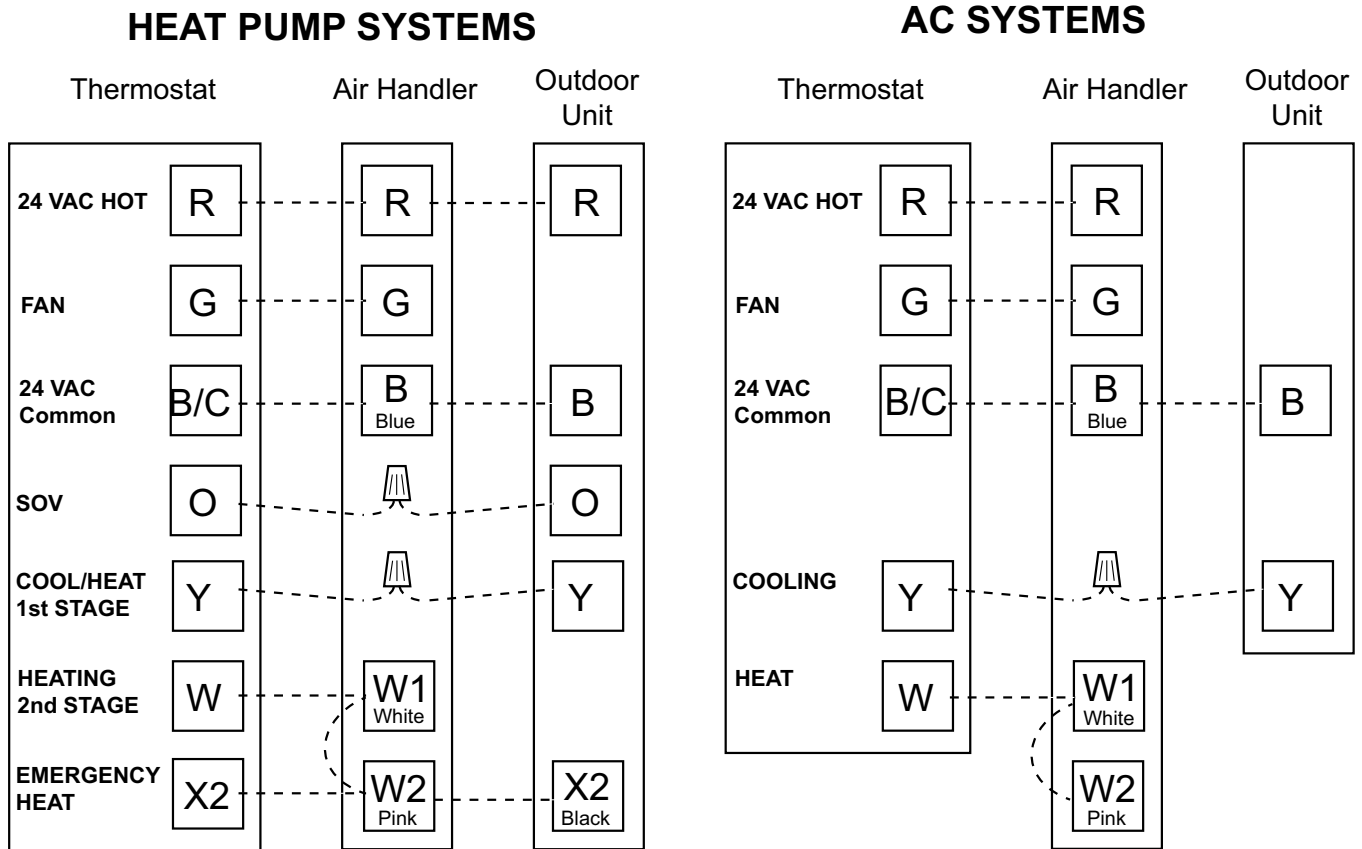 HEAT PUMP SYSTEMS
Thermostat
Air Handler
Outdoor
Unit
24 VAC HOT
R
R
R
FAN
G
G
24 VAC
Common
B/C
B
Blue
B
SOV
O
O
COOL/HEAT
1st STAGE
Y
Y
HEATING
2nd STAGE
W
W1
White
EMERGENCY
HEAT
X2
W2
Pink
X2
Black
AC SYSTEMS
Thermostat
Air Handler
Outdoor
Unit
24 VAC HOT
R
R
FAN
G
G
24 VAC
Common
B/C
B
Blue
B
COOLING
Y
Y
HEAT
W
W1
White
W2
Pink